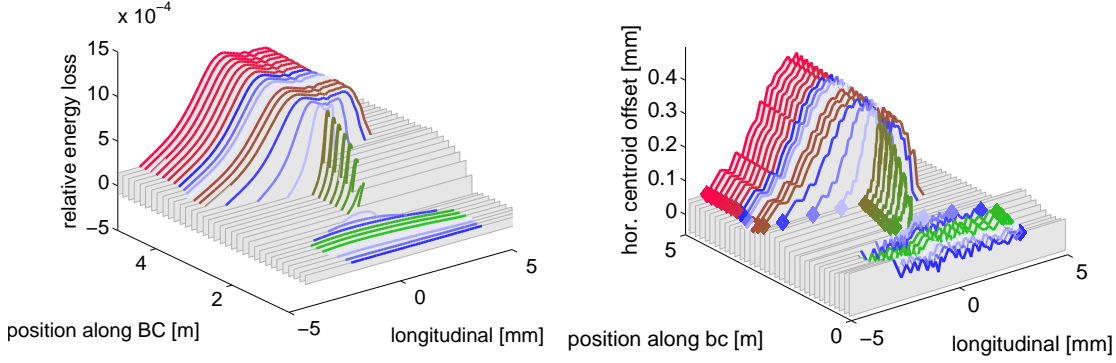 x 10⁻⁴
15
10
5
0
−5
relative energy loss
4
2
position along BC [m]
−5
0
5
longitudinal [mm]
0.4
0.3
0.2
0.1
0
hor. centroid offset [mm]
5
0
position along bc [m]
−5
0
5
longitudinal [mm]